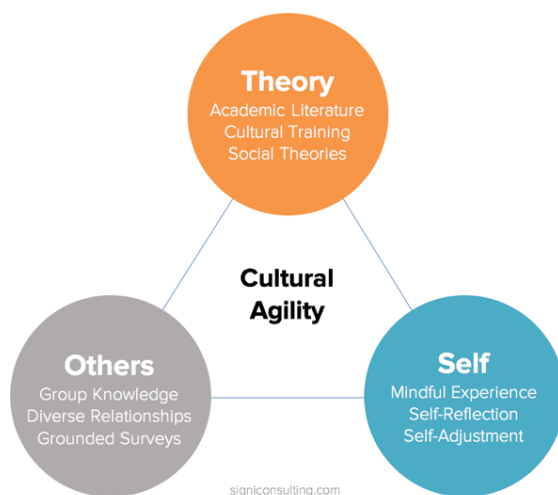 Theory
Academic Literature
Cultural Training
Social Theories
Cultural
Agility
Others
Group Knowledge
Diverse Relationships
Grounded Surveys
Self
Mindful Experience
Self-Reflection
Self-Adjustment
signiconsulting.com